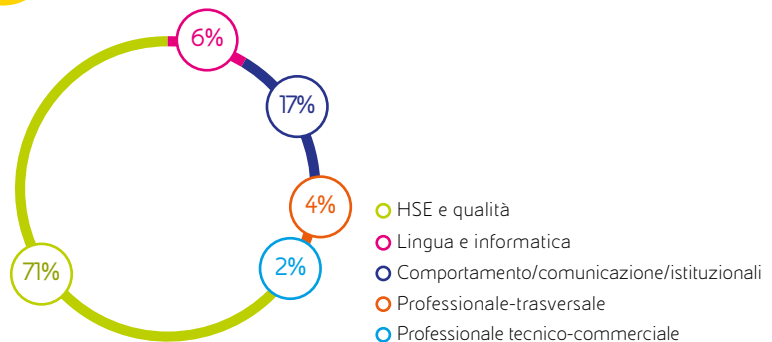 6%
17%
4%
2%
71%
HSE e qualità
Lingua e informatica
Comportamento/comunicazione/istituzionali
Professionale-trasversale
Professionale tecnico-commerciale